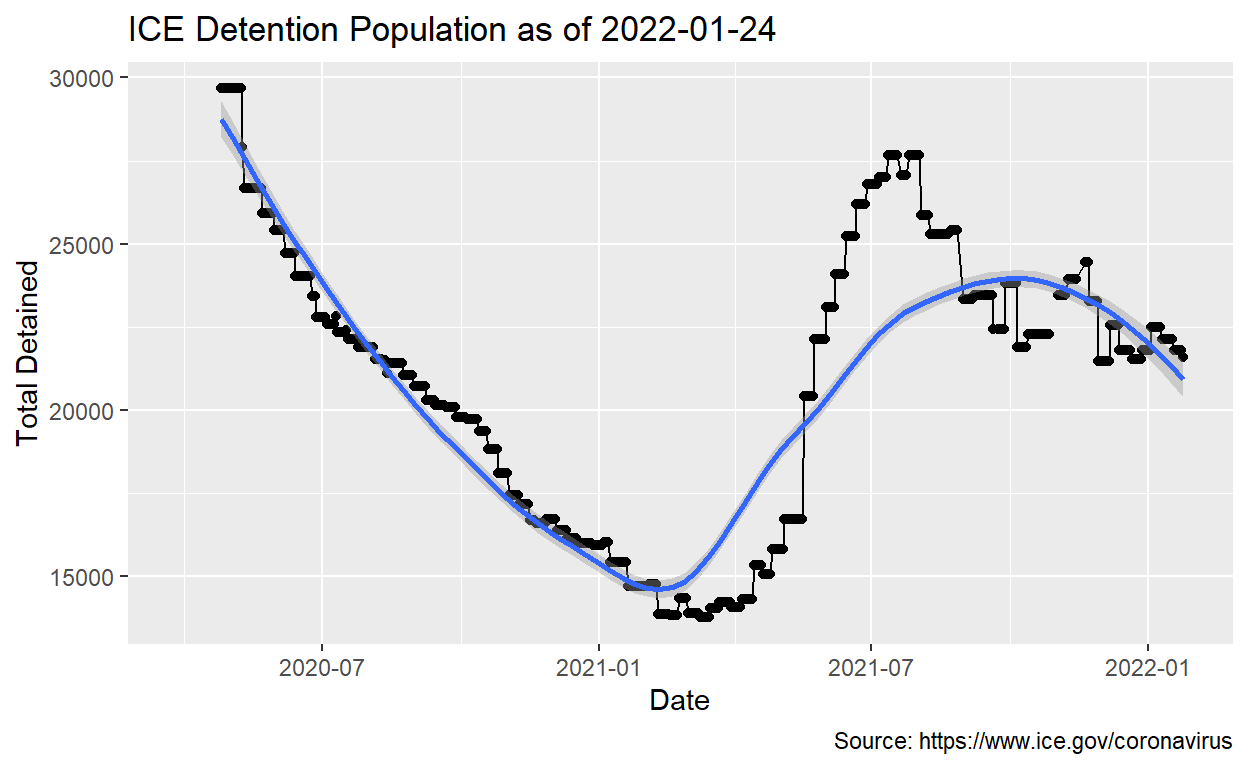 ICE Detention Population as of 2022-01-24
30000
25000
20000
15000
Total Detained
2020-07 2021-01 2021-07 2022-01
Date
Source: https://www.ice.gov/coronavirus